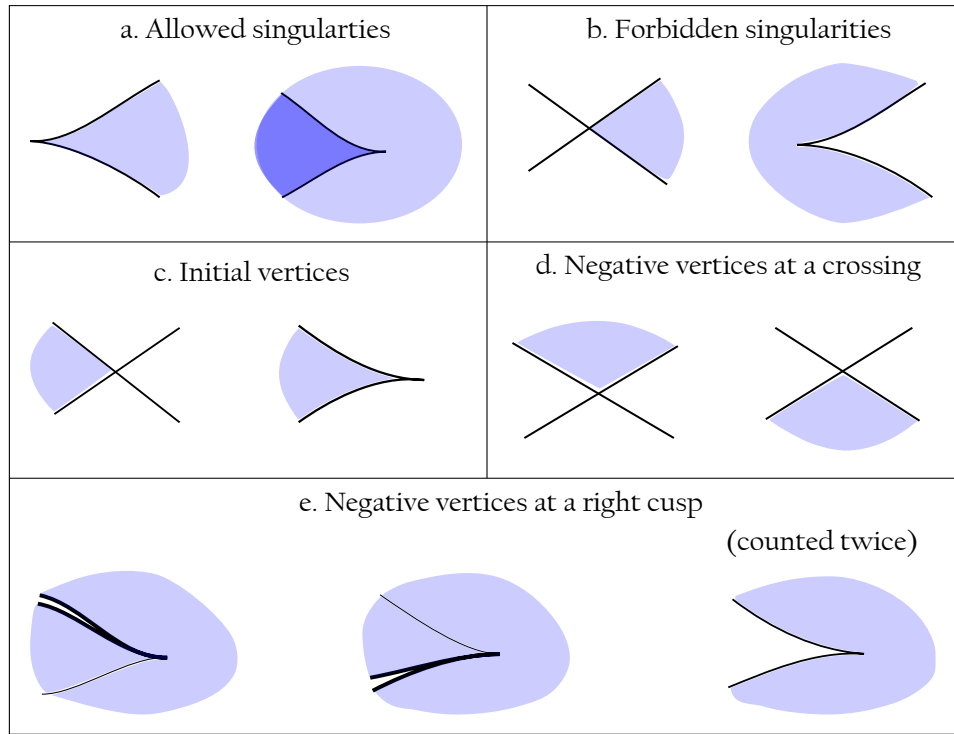 a. Allowed singularties
b. Forbidden singularities
c. Initial vertices
d. Negative vertices at a crossing
e. Negative vertices at a right cusp
(counted twice)